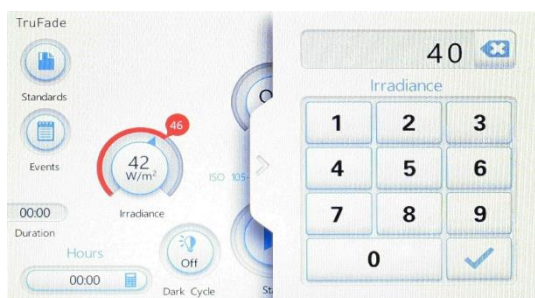 TruFade
Standards
Events
46
42
W/m²
Irradiance
ISO 105-
00:00
Duration
Hours
00:00
Off
Dark Cycle
40
Irradiance
1 2 3
4 5 6
7 8 9
0